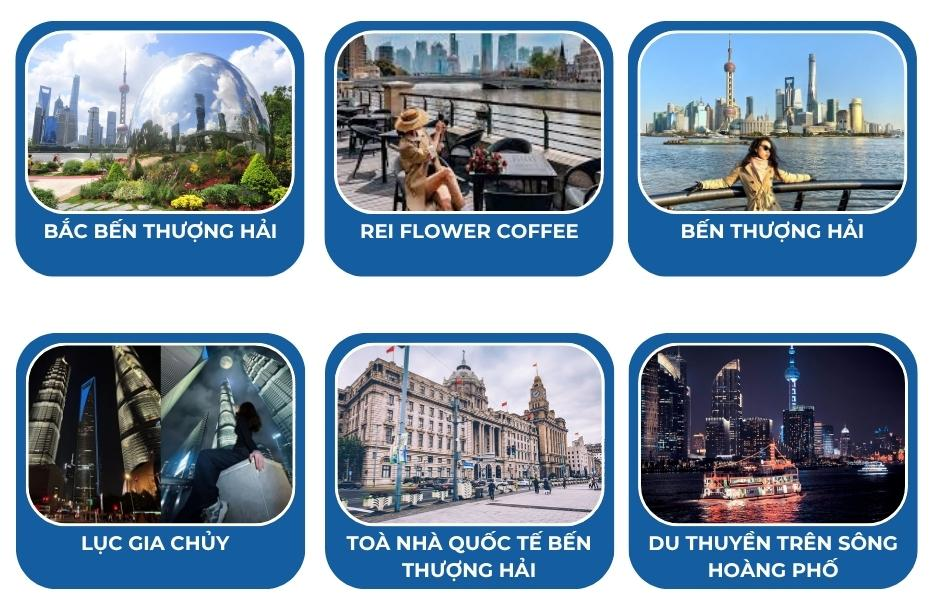 BẮC BẾN THƯỢNG HẢI
REI FLOWER COFFEE
BẾN THƯỢNG HẢI
LỤC GIA CHỦY
TOÀ NHÀ QUỐC TẾ BẾN
THƯỢNG HẢI
DU THUYỀN TRÊN SÔNG
HOÀNG PHỐ